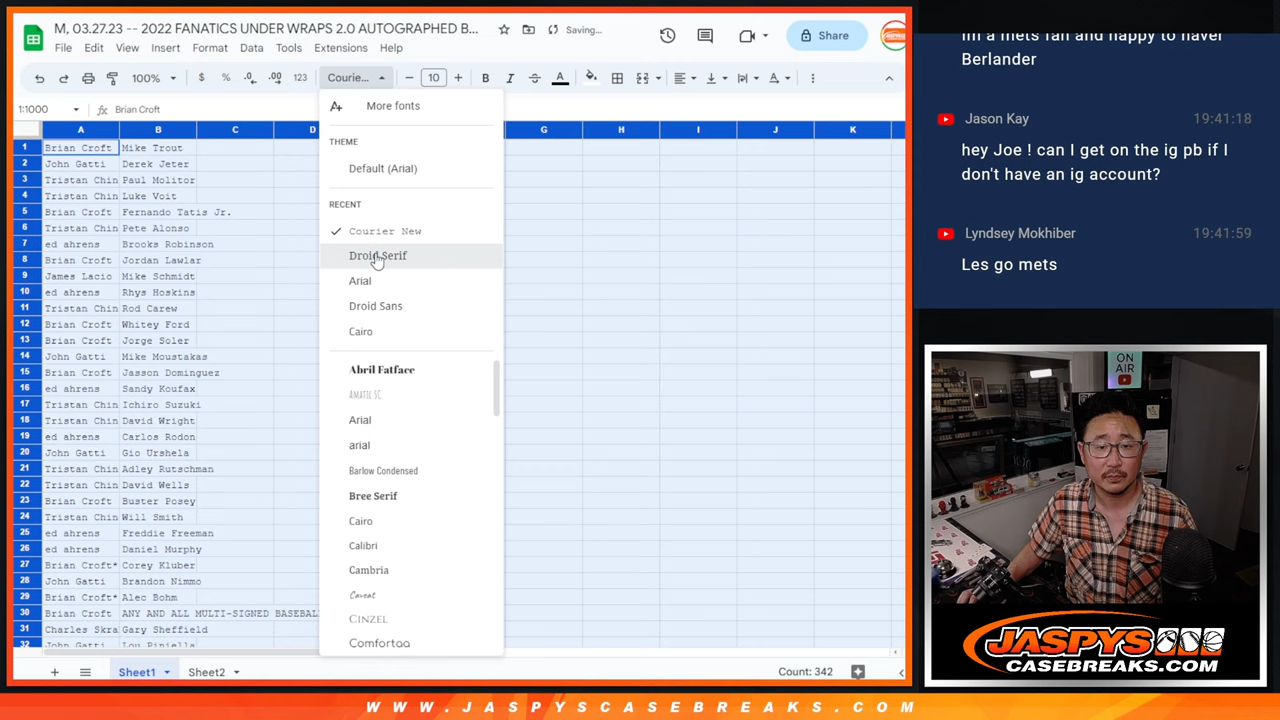 M, 03.27.23 -- 2022 FANATICS UNDER WRAPS 2.0 AUTOGRAPHED B...
Saving...
Share
File Edit View Insert Format Data Tools Extensions Help
100% $ % .0 .00 123 Courie... 10 B I A
1:1000 fx Brian Croft
A B C D G H I J K
1 Brian Croft Mike Trout
2 John Gatti Derek Jeter
3 Tristan Chin Paul Molitor
4 Tristan Chin Luke Voit
5 Brian Croft Fernando Tatis Jr.
6 Tristan Chin Pete Alonso
7 ed ahrens Brooks Robinson
8 Brian Croft Jordan Lawlar
9 James Lacio Mike Schmidt
10 ed ahrens Rhys Hoskins
11 Tristan Chin Rod Carew
12 Brian Croft Whitey Ford
13 Brian Croft Jorge Soler
14 John Gatti Mike Moustakas
15 Brian Croft Jasson Dominguez
16 ed ahrens Sandy Koufax
17 Tristan Chin Ichiro Suzuki
18 Tristan Chin David Wright
19 ed ahrens Carlos Rodon
20 John Gatti Gio Urshela
21 Tristan Chin Adley Rutschman
22 Tristan Chin David Wells
23 Brian Croft Buster Posey
24 Tristan Chin Will Smith
25 ed ahrens Freddie Freeman
26 ed ahrens Daniel Murphy
27 Brian Croft* Corey Kluber
28 John Gatti Brandon Nimmo
29 Brian Croft* Alec Bohm
30 Brian Croft ANY AND ALL MULTI-SIGNED BASEBAL
31 Charles Skra Gary Sheffield
32 John Gatti Lou Piniella
More fonts
THEME
Default (Arial)
RECENT
Courier New
Droid Serif
Arial
Droid Sans
Cairo
Abril Fatface
AMATIC SC
Arial
arial
Barlow Condensed
Bree Serif
Cairo
Calibri
Cambria
Caveat
CINZEL
Comfortaa
Sheet1 Sheet2
Count: 342
Im a mets fan and happy to haver
Berlander
Jason Kay 19:41:18
hey Joe ! can I get on the ig pb if I
don't have an ig account?
Lyndsey Mokhiber 19:41:59
Les go mets
ON
AIR
JASPYS
CASEBREAKS.COM
WWW.JASPYSCASEBREAKS.COM